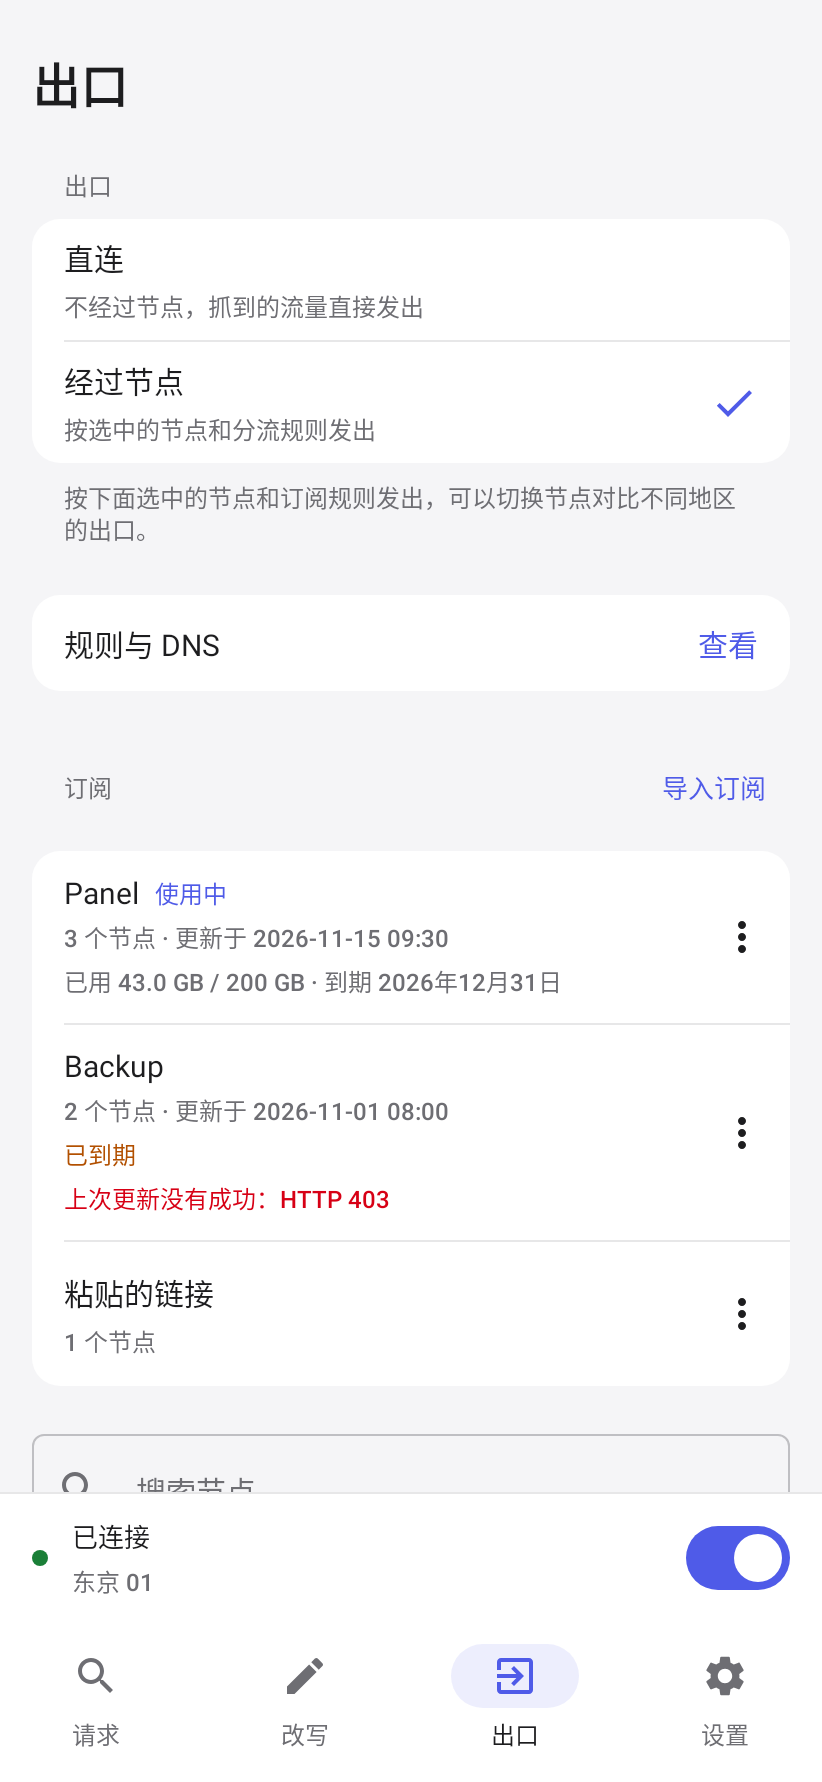 出口
出口
直连
不经过节点，抓到的流量直接发出
经过节点
按选中的节点和分流规则发出
按下面选中的节点和订阅规则发出，可以切换节点对比不同地区
的出口。
规则与 DNS
查看
订阅
导入订阅
Panel 使用中
3 个节点 · 更新于 2026-11-15 09:30
已用 43.0 GB / 200 GB · 到期 2026年12月31日
Backup
2 个节点 · 更新于 2026-11-01 08:00
已到期
上次更新没有成功：HTTP 403
粘贴的链接
1 个节点
搜索节点
已连接
东京 01
请求
改写
出口
设置